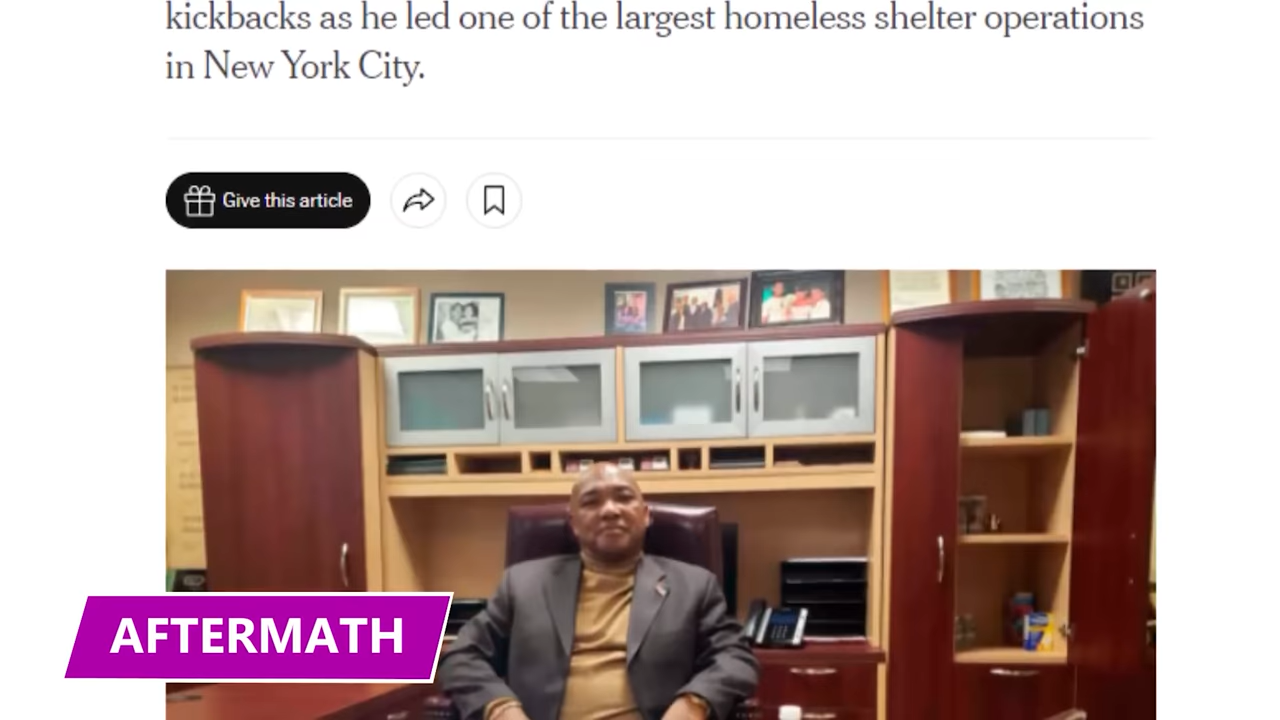 kickbacks as he led one of the largest homeless shelter operations
in New York City.
Give this article
AFTERMATH